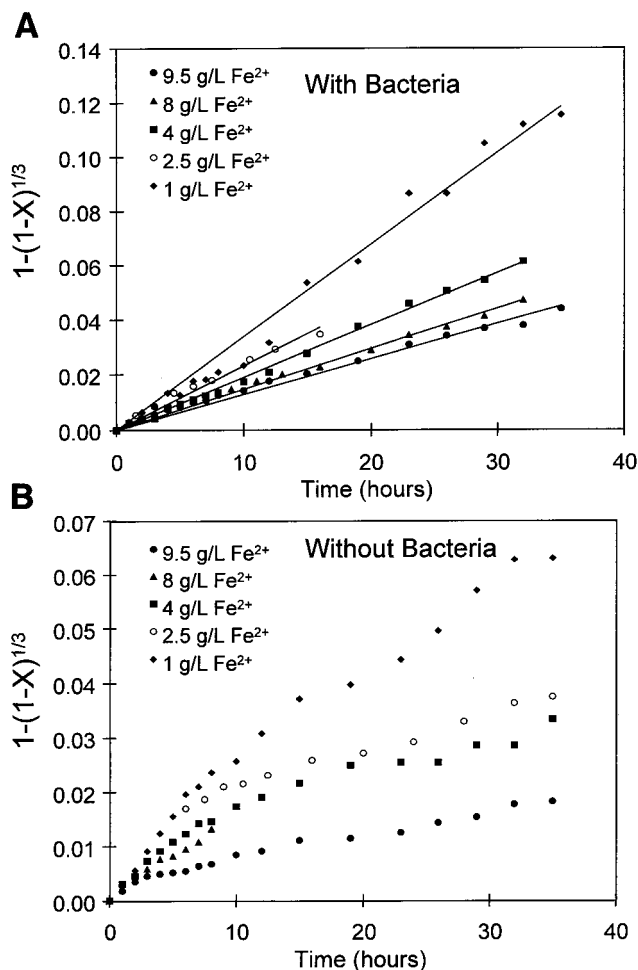 A
1-(1-X)1/3
0.14
0.12
0.10
0.08
0.06
0.04
0.02
0.00
With Bacteria
9.5 g/L Fe2+
8 g/L Fe2+
4 g/L Fe2+
2.5 g/L Fe2+
1 g/L Fe2+
0 10 20 30 40
Time (hours)
B
1-(1-X)1/3
0.07
0.06
0.05
0.04
0.03
0.02
0.01
0.00
Without Bacteria
9.5 g/L Fe2+
8 g/L Fe2+
4 g/L Fe2+
2.5 g/L Fe2+
1 g/L Fe2+
0 10 20 30 40
Time (hours)